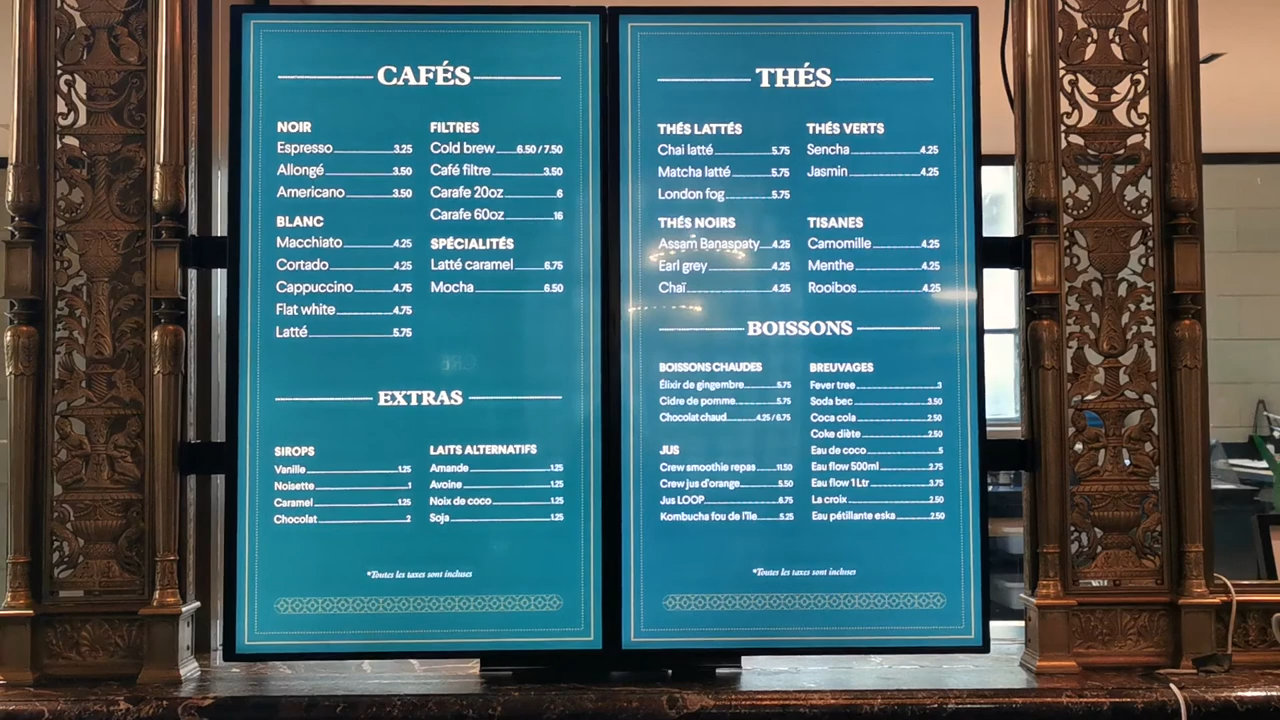 CAFÉS
NOIR
Espresso 3.25
Allongé 3.50
Americano 3.50
BLANC
Macchiato 4.25
Cortado 4.25
Cappuccino 4.75
Flat white 4.75
Latté 5.75
FILTRES
Cold brew 6.50 / 7.50
Café filtre 3.50
Carafe 20oz 6
Carafe 60oz 16
SPÉCIALITÉS
Latté caramel 6.75
Mocha 6.50
EXTRAS
SIROPS
Vanille 1.25
Noisette 1
Caramel 1.25
Chocolat 2
LAITS ALTERNATIFS
Amande 1.25
Avoine 1.25
Noix de coco 1.25
Soja 1.25
*Toutes les taxes sont incluses
THÉS
THÉS LATTÉS
Chai latté 5.75
Matcha latté 5.75
London fog 5.75
THÉS NOIRS
Assam Banaspaty 4.25
Earl grey 4.25
Chaï 4.25
THÉS VERTS
Sencha 4.25
Jasmin 4.25
TISANES
Camomille 4.25
Menthe 4.25
Rooibos 4.25
BOISSONS
BOISSONS CHAUDES
Élixir de gingembre 5.75
Cidre de pomme 5.75
Chocolat chaud 4.25 / 6.75
JUS
Crew smoothie repas 11.50
Crew jus d'orange 5.50
Jus LOOP 6.75
Kombucha fou de l'île 5.25
BREUVAGES
Fever tree 3
Soda bec 3.50
Coca cola 2.50
Coke diète 2.50
Eau de coco 5
Eau flow 500ml 2.75
Eau flow 1 Ltr 3.75
La croix 2.50
Eau pétillante eska 2.50
*Toutes les taxes sont incluses